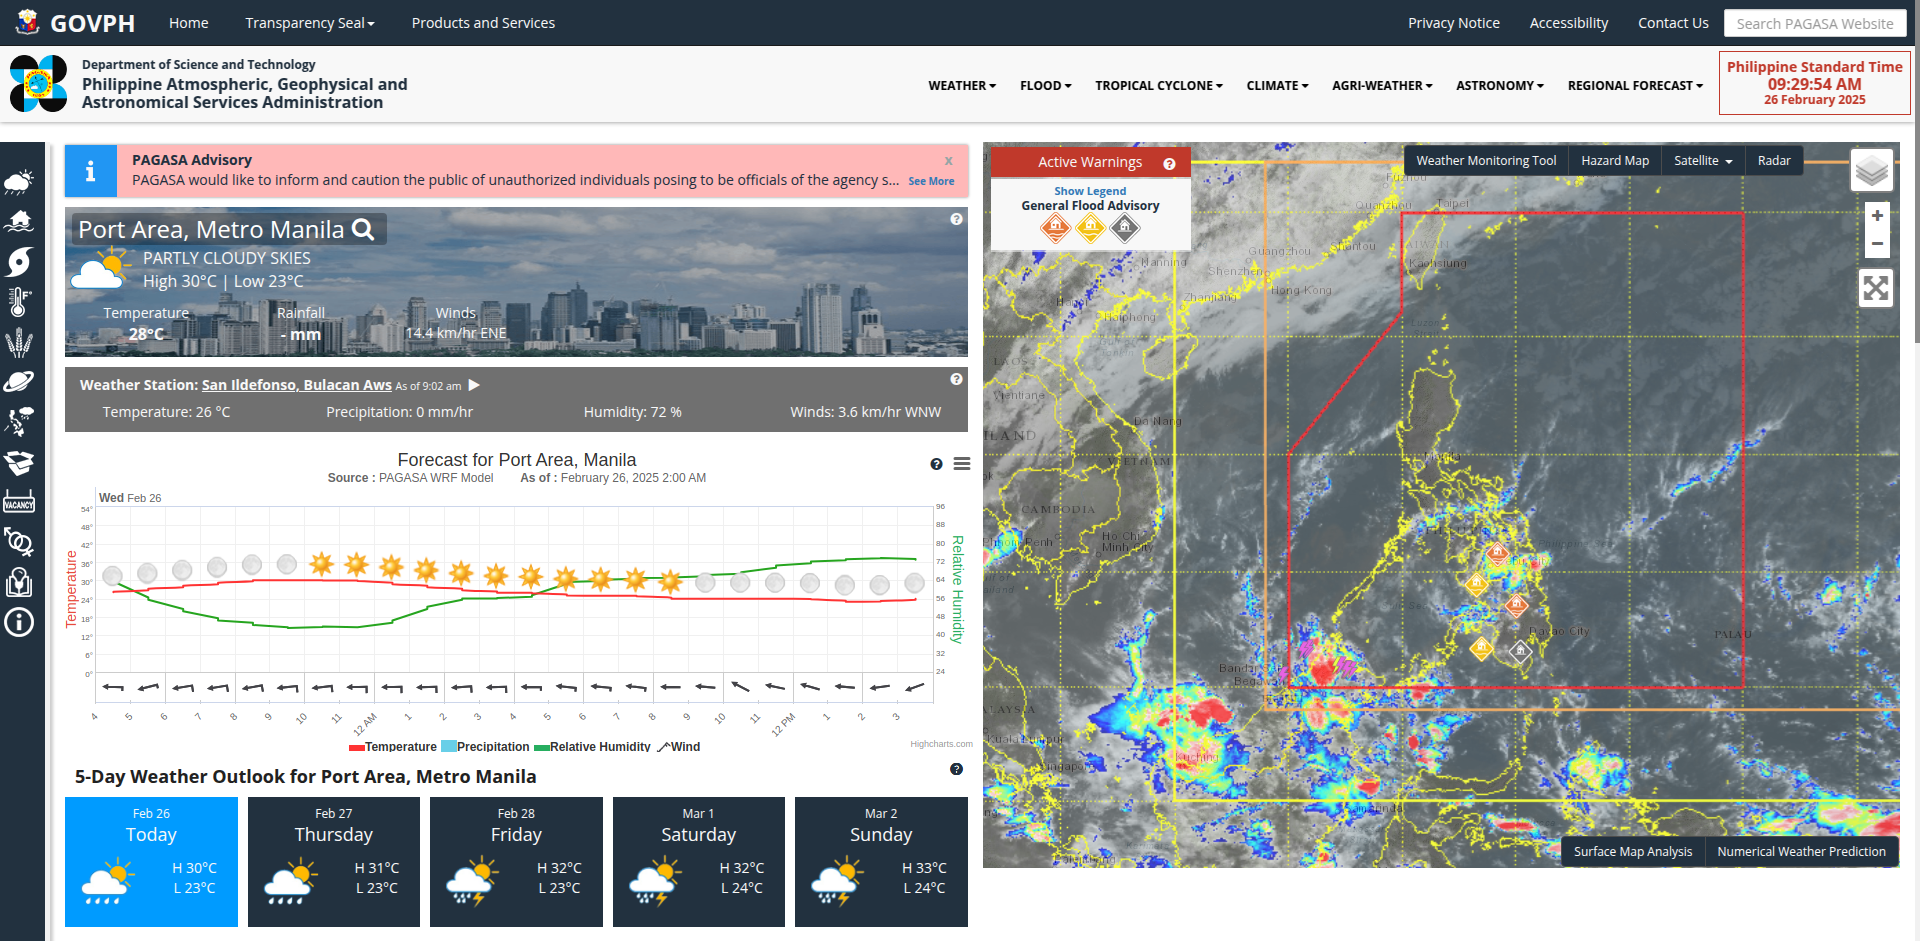 GOVPH Home Transparency Seal Products and Services Privacy Notice Accessibility Contact Us Search PAGASA Website
Department of Science and Technology
Philippine Atmospheric, Geophysical and
Astronomical Services Administration
WEATHER FLOOD TROPICAL CYCLONE CLIMATE AGRI-WEATHER ASTRONOMY REGIONAL FORECAST
Philippine Standard Time
09:29:54 AM
26 February 2025
VACANCY
PAGASA Advisory x
PAGASA would like to inform and caution the public of unauthorized individuals posing to be officials of the agency s... See More
Port Area, Metro Manila
PARTLY CLOUDY SKIES
High 30°C | Low 23°C
Temperature Rainfall Winds
28°C - mm 14.4 km/hr ENE
Weather Station: San Ildefonso, Bulacan Aws As of 9:02 am
Temperature: 26 °C Precipitation: 0 mm/hr Humidity: 72 % Winds: 3.6 km/hr WNW
Forecast for Port Area, Manila
Source : PAGASA WRF Model As of : February 26, 2025 2:00 AM
Wed Feb 26
54° 96
48° 88
42° 80
36° 72
30° 64
24° 56
18° 48
12° 40
6° 32
0° 24
Temperature
Relative Humidity
4 5 6 7 8 9 10 11 12 AM 1 2 3 4 5 6 7 8 9 10 11 12 PM 1 2 3
Temperature Precipitation Relative Humidity Wind
Highcharts.com
5-Day Weather Outlook for Port Area, Metro Manila
Feb 26
Today
H 30°C
L 23°C
Feb 27
Thursday
H 31°C
L 23°C
Feb 28
Friday
H 32°C
L 23°C
Mar 1
Saturday
H 32°C
L 24°C
Mar 2
Sunday
H 33°C
L 24°C
Active Warnings
Show Legend
General Flood Advisory
Weather Monitoring Tool Hazard Map Satellite Radar
+
−
Fuzhou
Quanzhou
Taipei
Shantou
TAIWAN
Guangzhou
Kaohsiung
Nanning
Shenzhen
Hong Kong
Zhanjiang
Haiphong
Luzon
LAOS
Vientiane
Da Nang
VIETNAM
CAMBODIA
Ho Chi
Minh City
Davao City
PALAU
Bandar Seri
Begawan
Kuala Lumpur
Kuching
Singapore
Samarinda
Surface Map Analysis Numerical Weather Prediction